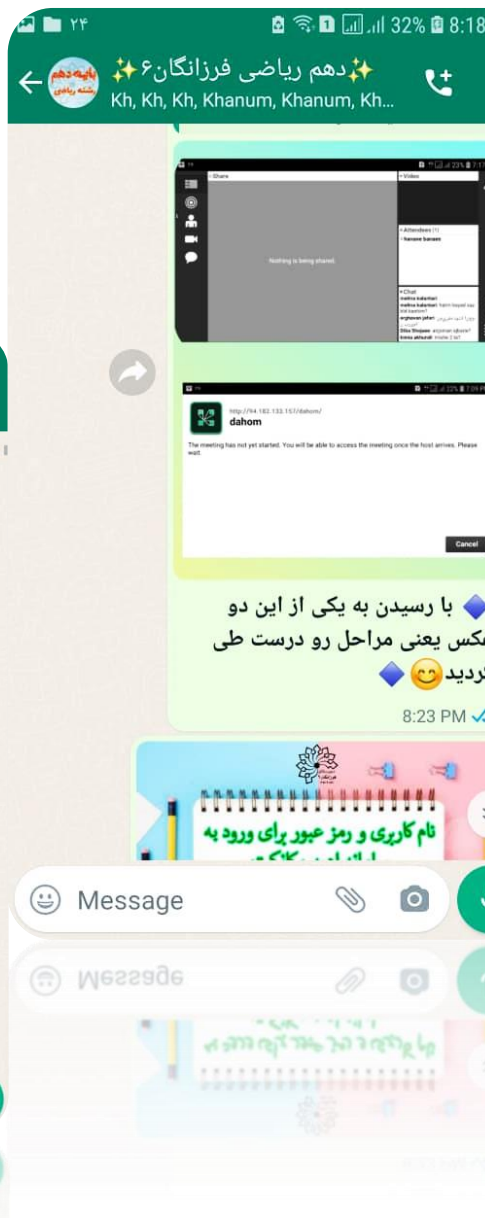 ۲۴
32%
8:18
✨دهم ریاضی فرزانگان۶✨
Kh, Kh, Kh, Khanum, Khanum, Kh...
پایه دهم
رشته ریاضی
Share
Video
Nothing is being shared.
Attendees (1)
hanane banaee
Chat
http://94.182.133.157/dahom/
dahom
The meeting has not yet started. You will be able to access the meeting once the host arrives. Please
wait.
Cancel
با رسیدن به یکی از این دو
عکس یعنی مراحل رو درست طی
کردید😊
8:23 PM
نام کاربری و رمز عبور برای ورود به
Message